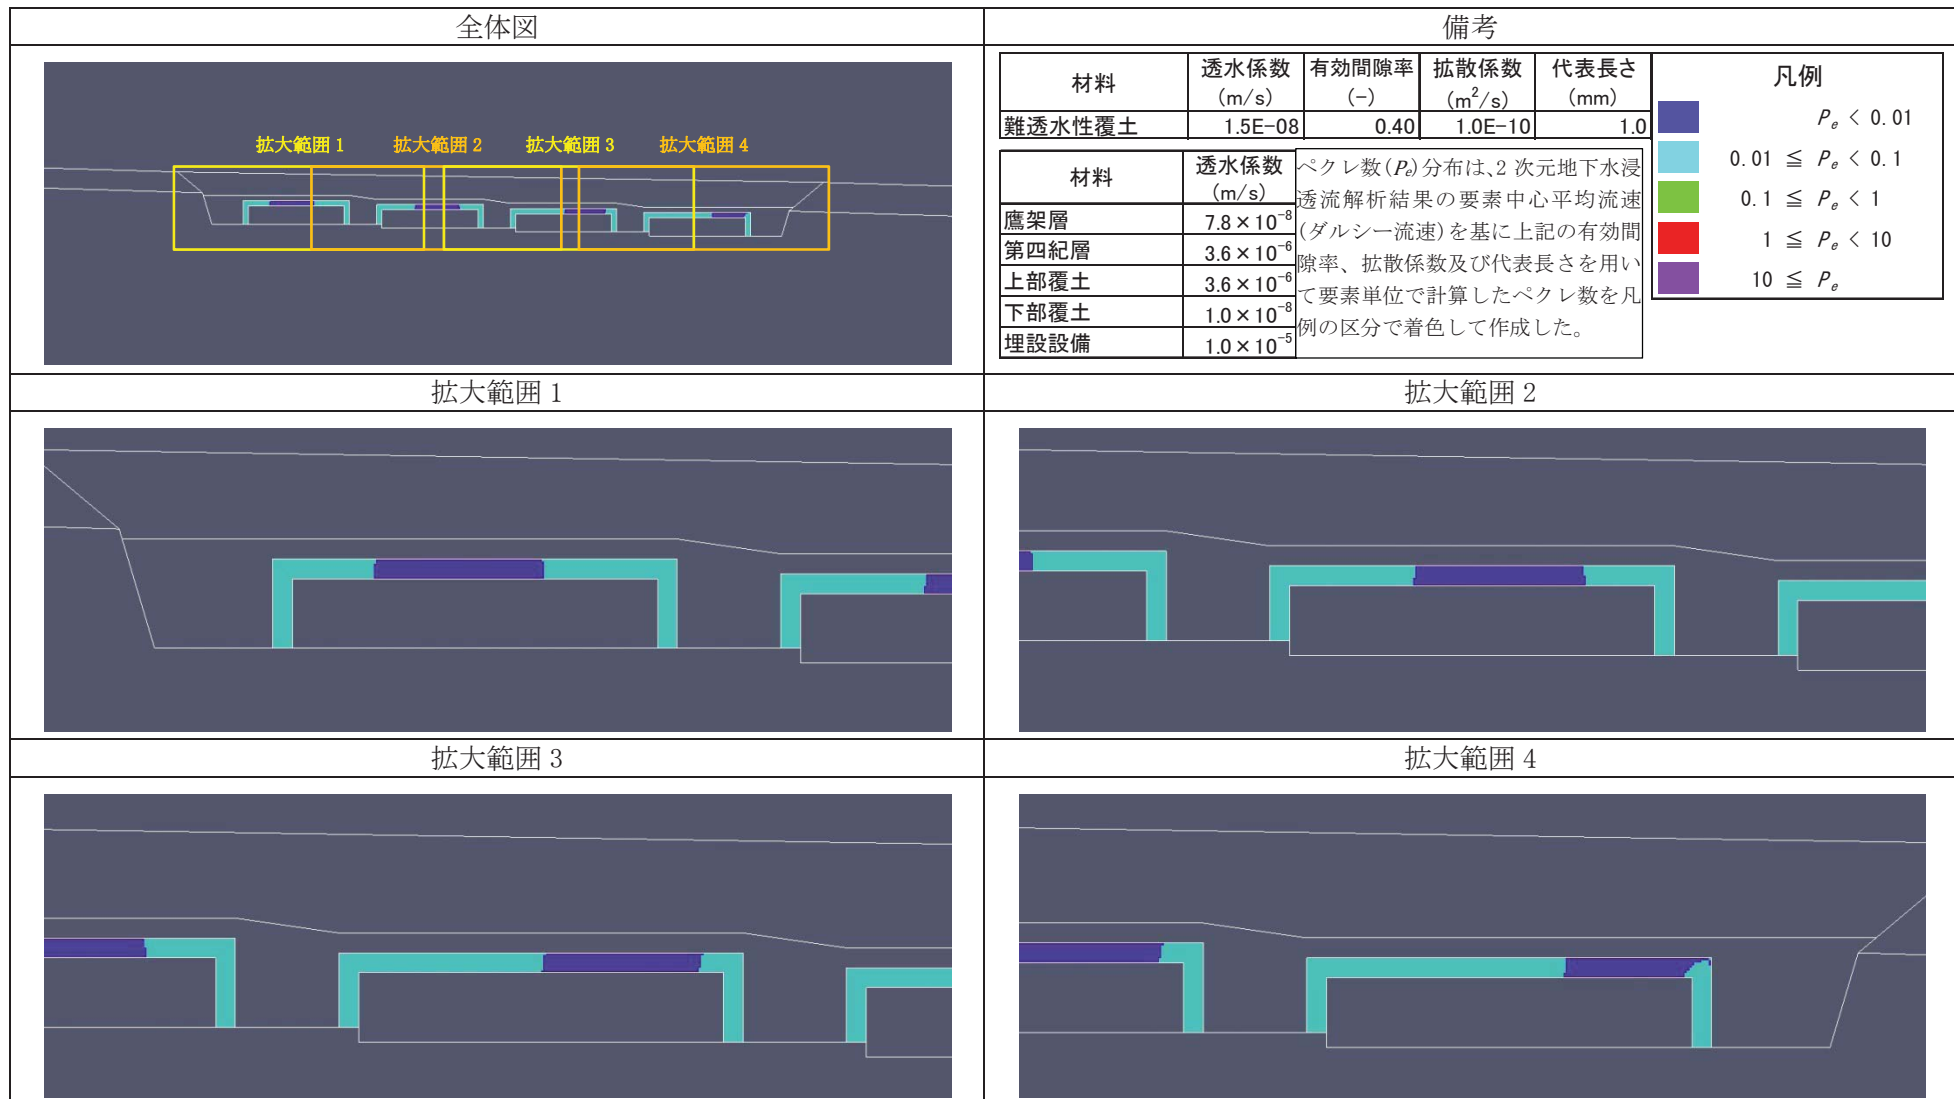 全体図
拡大範囲 1
拡大範囲 2
拡大範囲 3
拡大範囲 4
備考
材料 透水係数 (m/s) 有効間隙率 (-) 拡散係数 (m²/s) 代表長さ (mm)
難透水性覆土 1.5E-08 0.40 1.0E-10 1.0
材料 透水係数 (m/s)
鷹架層 7.8×10⁻⁸
第四紀層 3.6×10⁻⁶
上部覆土 3.6×10⁻⁶
下部覆土 1.0×10⁻⁸
埋設設備 1.0×10⁻⁵
ペクレ数(Pe)分布は、2 次元地下水浸
透流解析結果の要素中心平均流速
(ダルシー流速)を基に上記の有効間
隙率、拡散係数及び代表長さを用い
て要素単位で計算したペクレ数を凡
例の区分で着色して作成した。
凡例
Pe < 0.01
0.01 ≦ Pe < 0.1
0.1 ≦ Pe < 1
1 ≦ Pe < 10
10 ≦ Pe
拡大範囲 1
拡大範囲 2
拡大範囲 3
拡大範囲 4